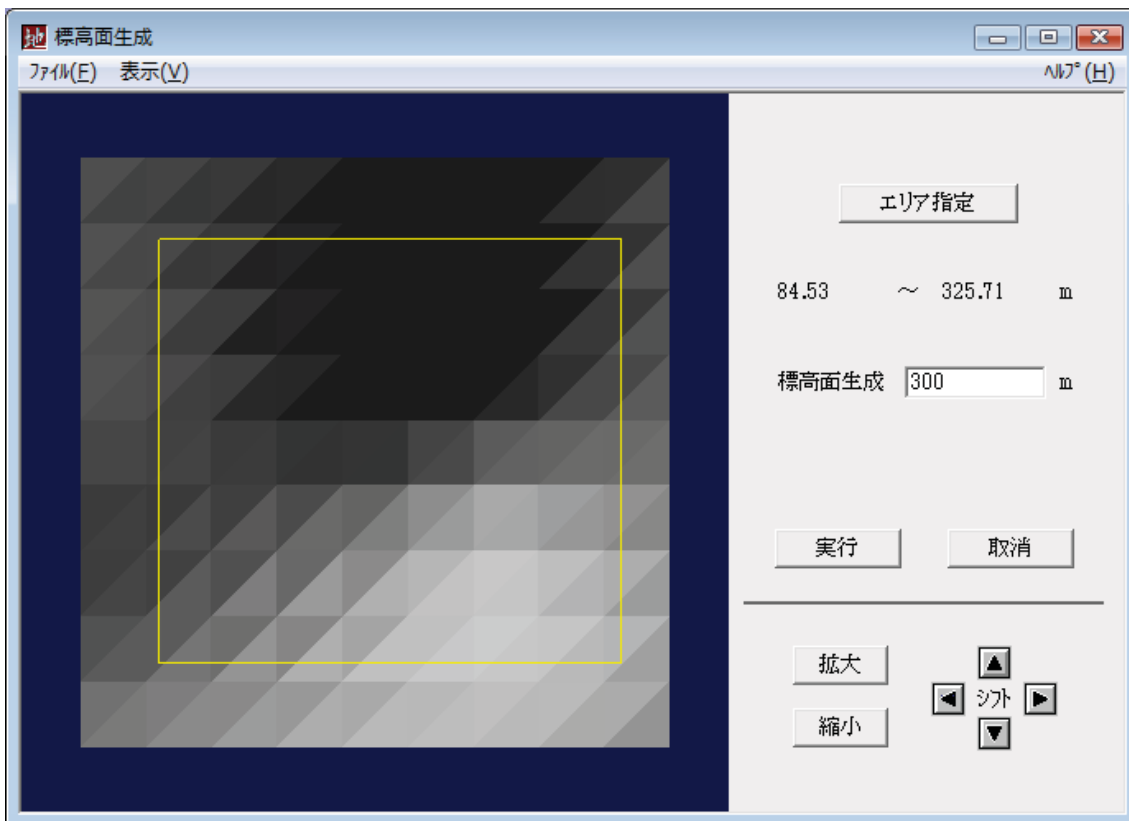 地 標高面生成
ﾌｧｲﾙ(F) 表示(V) ﾍﾙﾌﾟ(H)
エリア指定
84.53 ～ 325.71 m
標高面生成 300 m
実行 取消
拡大
シフト
縮小